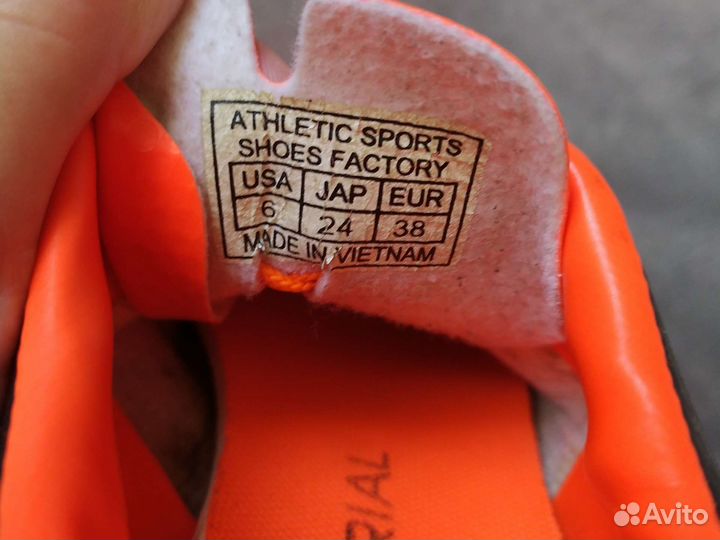 ATHLETIC SPORTS
SHOES FACTORY
USA JAP EUR
6 24 38
MADE IN VIETNAM
RIAL
Avito